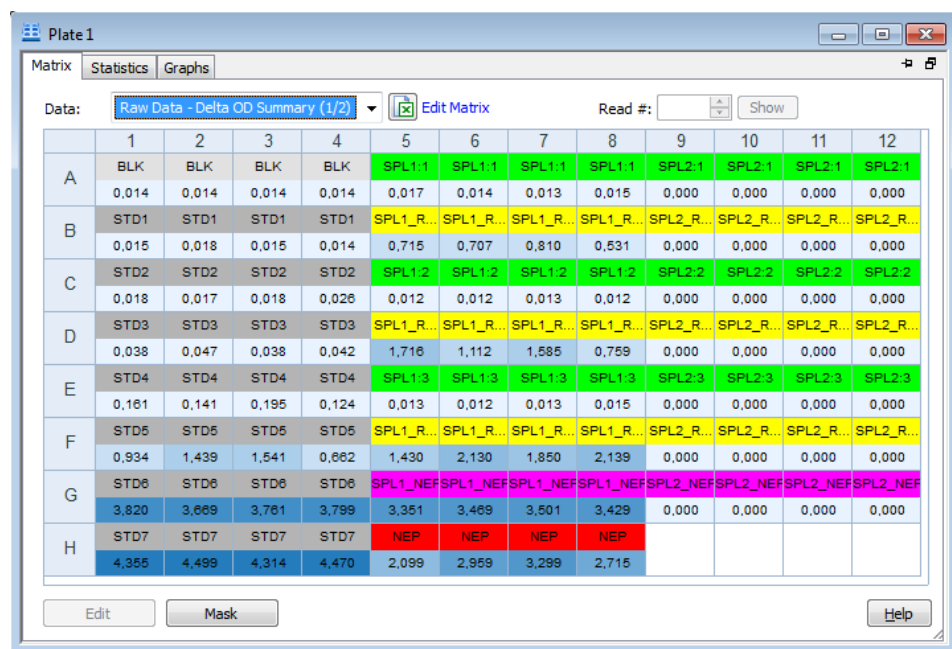 Plate 1
Matrix Statistics Graphs
Data: Raw Data - Delta OD Summary (1/2) Edit Matrix Read #: Show
1 2 3 4 5 6 7 8 9 10 11 12
A BLK BLK BLK BLK SPL1:1 SPL1:1 SPL1:1 SPL1:1 SPL2:1 SPL2:1 SPL2:1 SPL2:1
0,014 0,014 0,014 0,014 0,017 0,014 0,013 0,015 0,000 0,000 0,000 0,000
B STD1 STD1 STD1 STD1 SPL1_R... SPL1_R... SPL1_R... SPL1_R... SPL2_R... SPL2_R... SPL2_R... SPL2_R...
0,015 0,018 0,015 0,014 0,715 0,707 0,810 0,531 0,000 0,000 0,000 0,000
C STD2 STD2 STD2 STD2 SPL1:2 SPL1:2 SPL1:2 SPL1:2 SPL2:2 SPL2:2 SPL2:2 SPL2:2
0,018 0,017 0,018 0,026 0,012 0,012 0,013 0,012 0,000 0,000 0,000 0,000
D STD3 STD3 STD3 STD3 SPL1_R... SPL1_R... SPL1_R... SPL1_R... SPL2_R... SPL2_R... SPL2_R... SPL2_R...
0,038 0,047 0,038 0,042 1,716 1,112 1,585 0,759 0,000 0,000 0,000 0,000
E STD4 STD4 STD4 STD4 SPL1:3 SPL1:3 SPL1:3 SPL1:3 SPL2:3 SPL2:3 SPL2:3 SPL2:3
0,161 0,141 0,195 0,124 0,013 0,012 0,013 0,015 0,000 0,000 0,000 0,000
F STD5 STD5 STD5 STD5 SPL1_R... SPL1_R... SPL1_R... SPL1_R... SPL2_R... SPL2_R... SPL2_R... SPL2_R...
0,934 1,439 1,541 0,662 1,430 2,130 1,850 2,139 0,000 0,000 0,000 0,000
G STD6 STD6 STD6 STD6 SPL1_NEP SPL1_NEP SPL1_NEP SPL1_NEP SPL2_NEP SPL2_NEP SPL2_NEP SPL2_NEP
3,820 3,669 3,761 3,799 3,351 3,469 3,501 3,429 0,000 0,000 0,000 0,000
H STD7 STD7 STD7 STD7 NEP NEP NEP NEP
4,355 4,499 4,314 4,470 2,099 2,959 3,299 2,715
Edit Mask Help